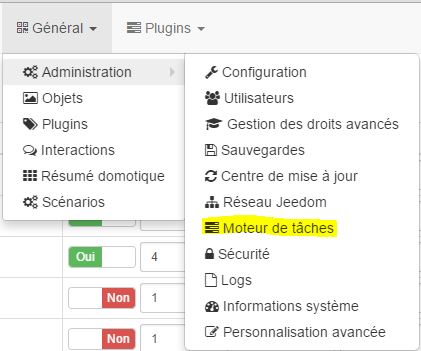 Général
Plugins
Administration
Objets
Plugins
Interactions
Résumé domotique
Scénarios
Configuration
Utilisateurs
Gestion des droits avancés
Sauvegardes
Centre de mise à jour
Réseau Jeedom
Moteur de tâches
Sécurité
Logs
Informations système
Personnalisation avancée
Oui
4
Non
1
Non
1